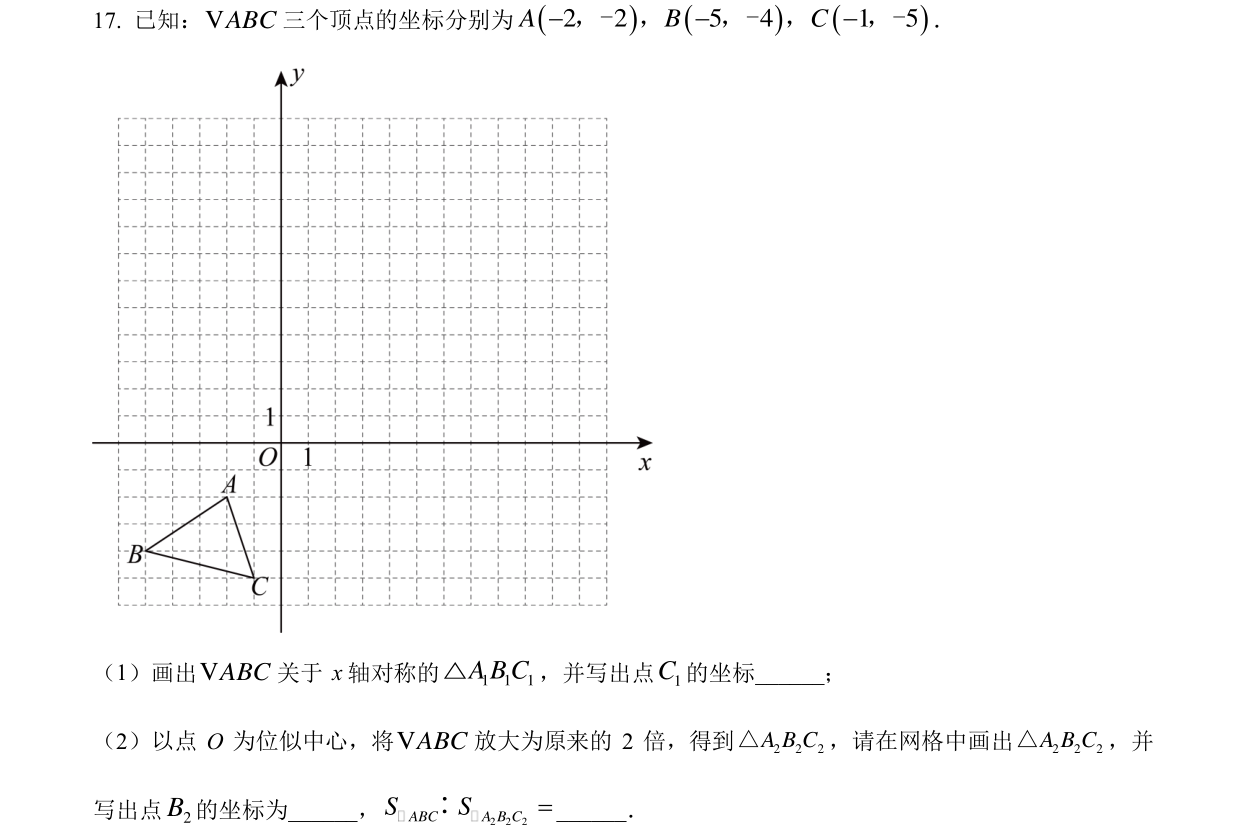 17. 已知：VABC 三个顶点的坐标分别为 A(−2，−2)，B(−5，−4)，C(−1，−5)．
y
1
O 1
x
A
B
C
（1）画出VABC 关于 x 轴对称的△A₁B₁C₁，并写出点C₁的坐标______；
（2）以点 O 为位似中心，将VABC 放大为原来的 2 倍，得到△A₂B₂C₂，请在网格中画出△A₂B₂C₂，并
写出点B₂的坐标为______，S▯ABC∶S▯A₂B₂C₂ =______．